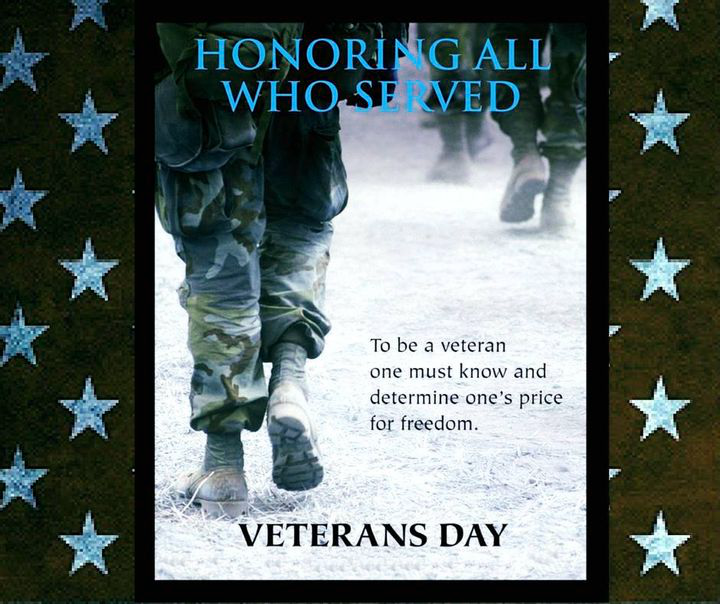 HONORING ALL
WHO SERVED
To be a veteran
one must know and
determine one's price
for freedom.
VETERANS DAY